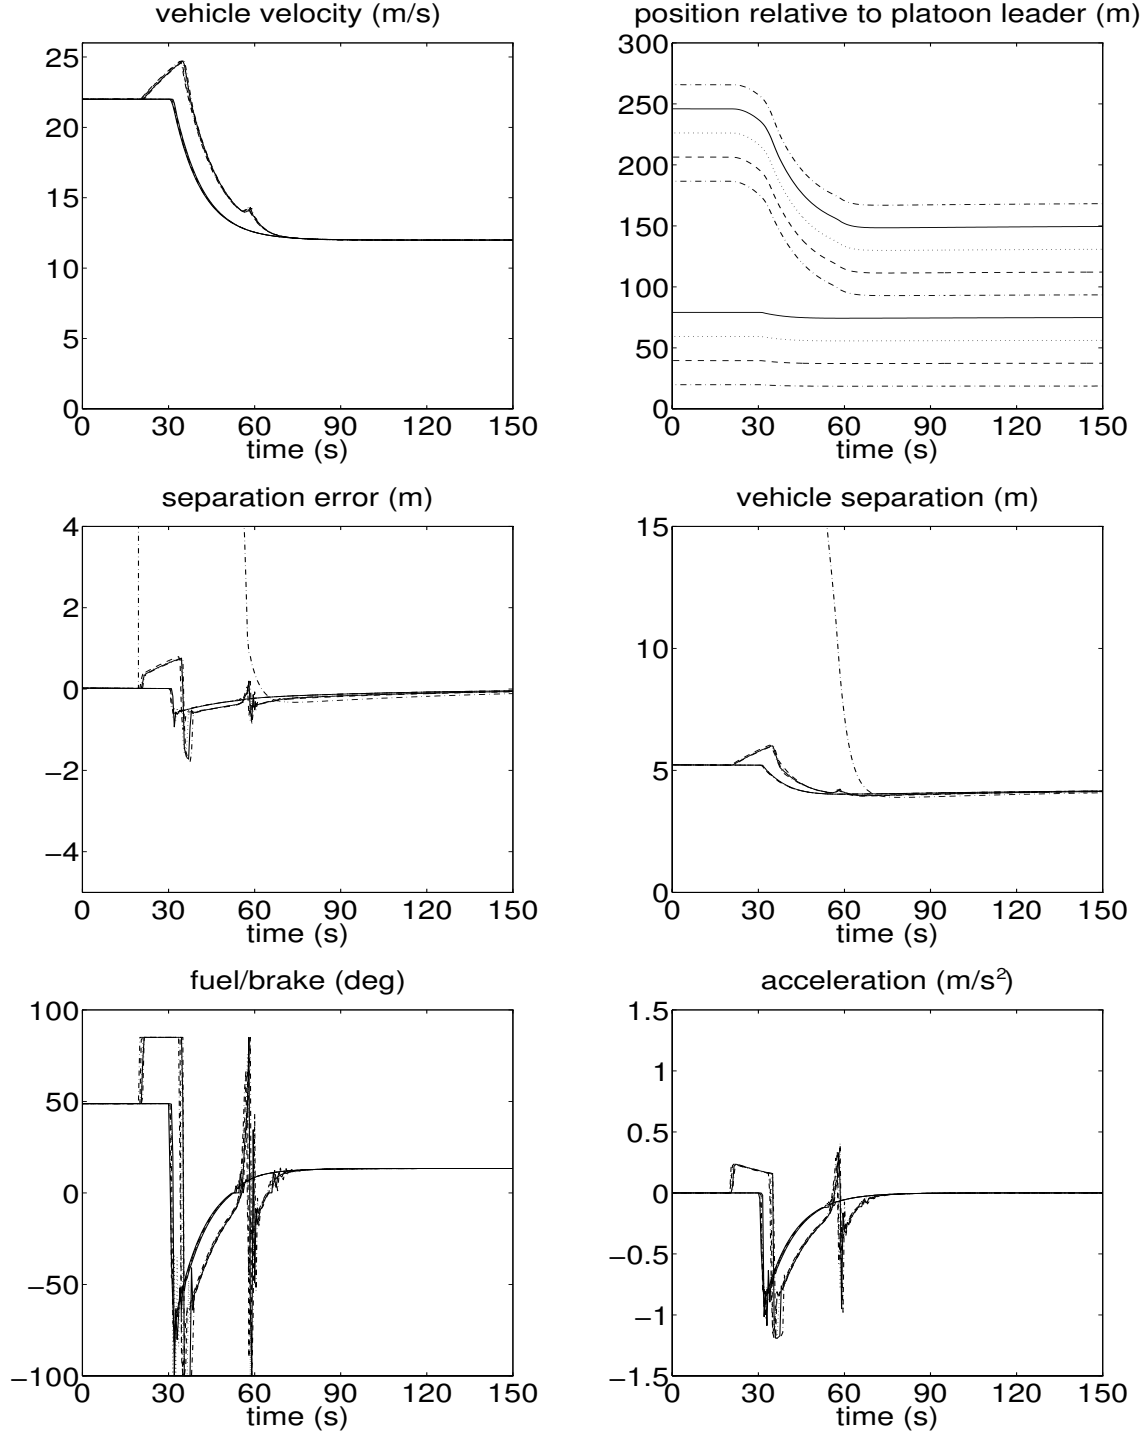 vehicle velocity (m/s)
25
20
15
10
5
0
0 30 60 90 120 150
time (s)
position relative to platoon leader (m)
300
250
200
150
100
50
0
0 30 60 90 120 150
time (s)
separation error (m)
4
2
0
−2
−4
0 30 60 90 120 150
time (s)
vehicle separation (m)
15
10
5
0
0 30 60 90 120 150
time (s)
fuel/brake (deg)
100
50
0
−50
−100
0 30 60 90 120 150
time (s)
acceleration (m/s²)
1.5
1
0.5
0
−0.5
−1
−1.5
0 30 60 90 120 150
time (s)